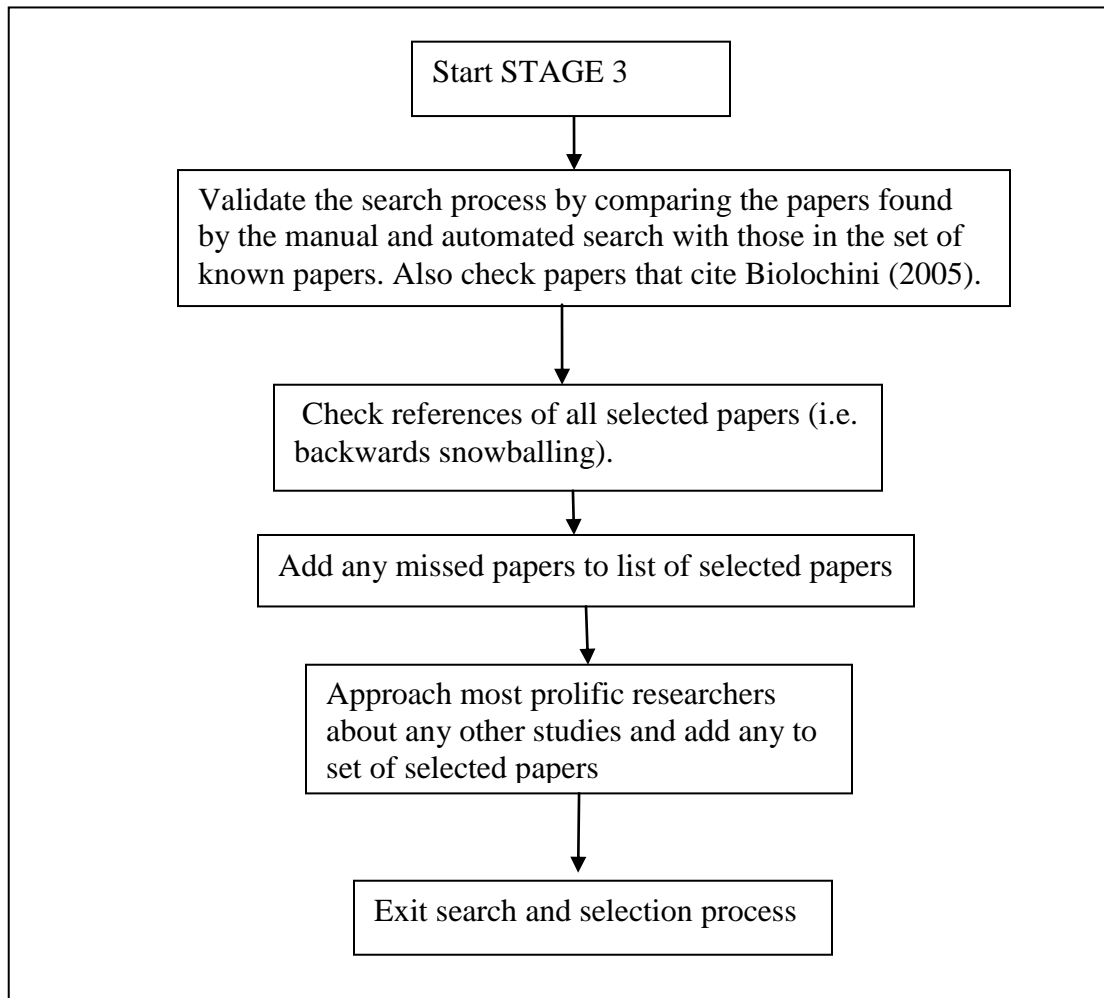 Start STAGE 3
Validate the search process by comparing the papers found
by the manual and automated search with those in the set of
known papers. Also check papers that cite Biolochini (2005).
Check references of all selected papers (i.e.
backwards snowballing).
Add any missed papers to list of selected papers
Approach most prolific researchers
about any other studies and add any to
set of selected papers
Exit search and selection process